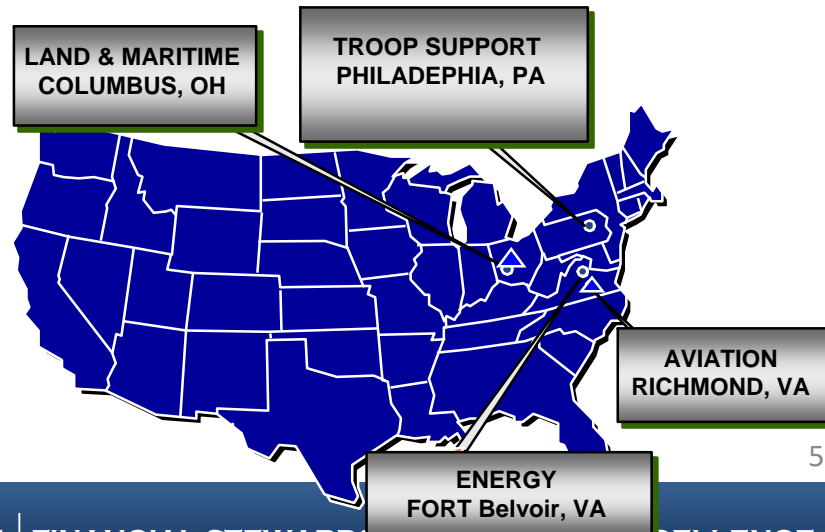 LAND & MARITIME
COLUMBUS, OH
TROOP SUPPORT
PHILADEPHIA, PA
AVIATION
RICHMOND, VA
ENERGY
FORT Belvoir, VA
5